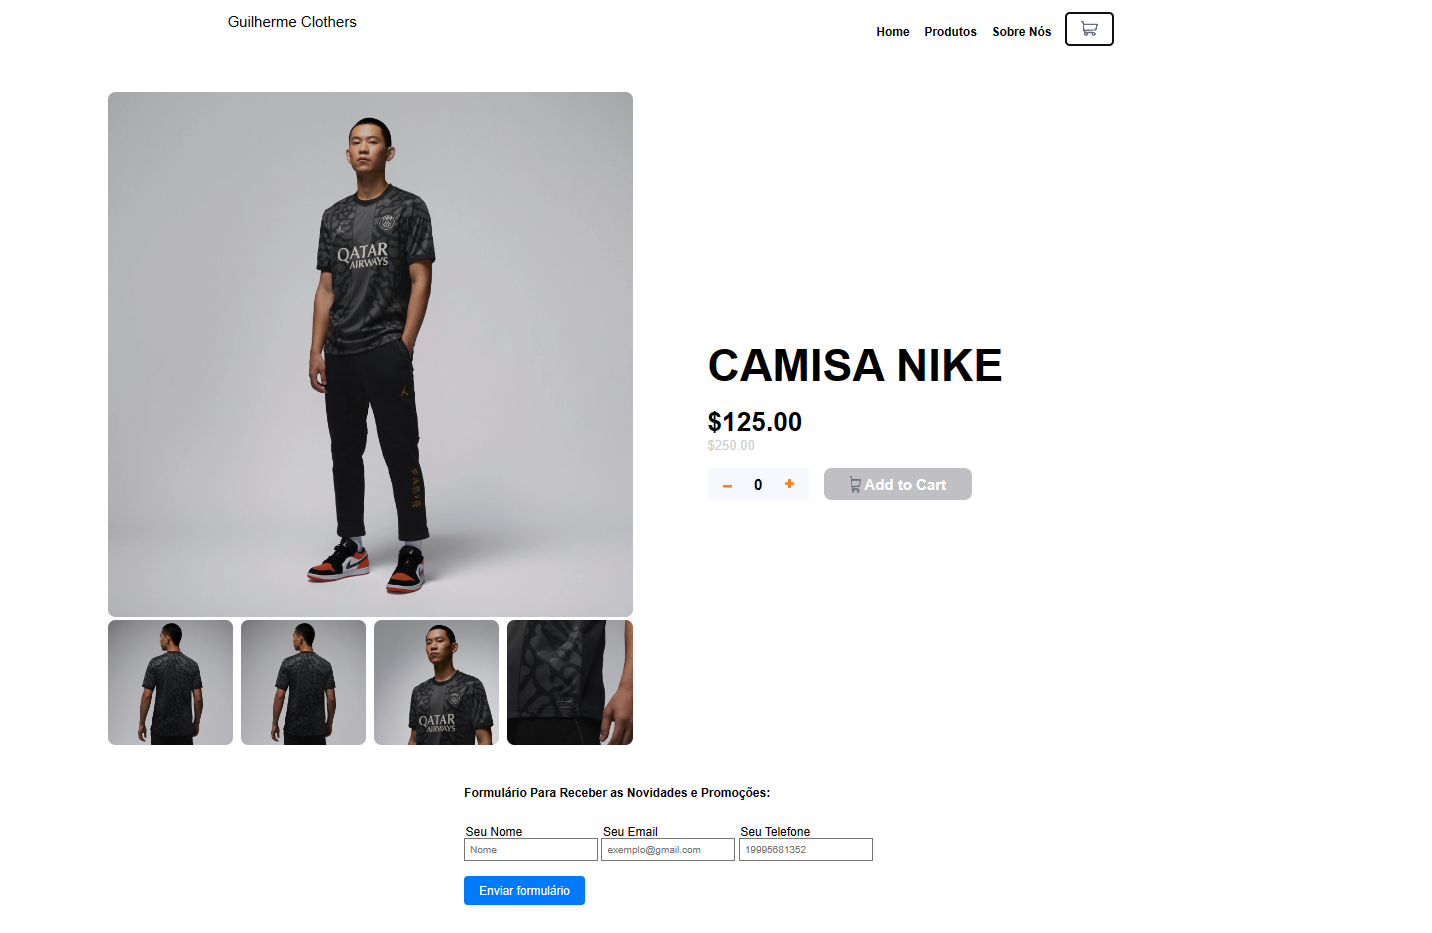 Guilherme Clothers
Home Produtos Sobre Nós
QATAR
AIRWAYS
CAMISA NIKE
$125.00
$250.00
– 0 + Add to Cart
QATAR
AIRWAYS
Formulário Para Receber as Novidades e Promoções:
Seu Nome Seu Email Seu Telefone
Nome exemplo@gmail.com 19995681352
Enviar formulário